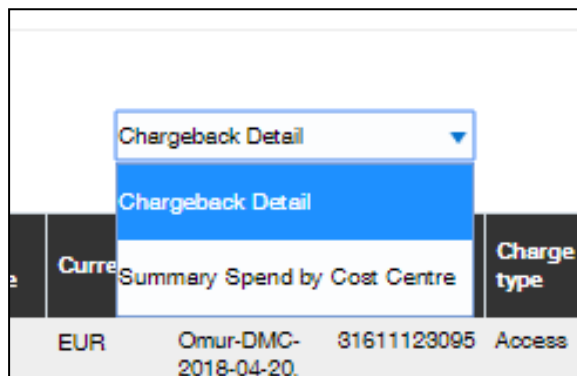 Chargeback Detail
Chargeback Detail
Summary Spend by Cost Centre
Curre
Charge
type
EUR
Omur-DMC-
2018-04-20.
31611123095
Access